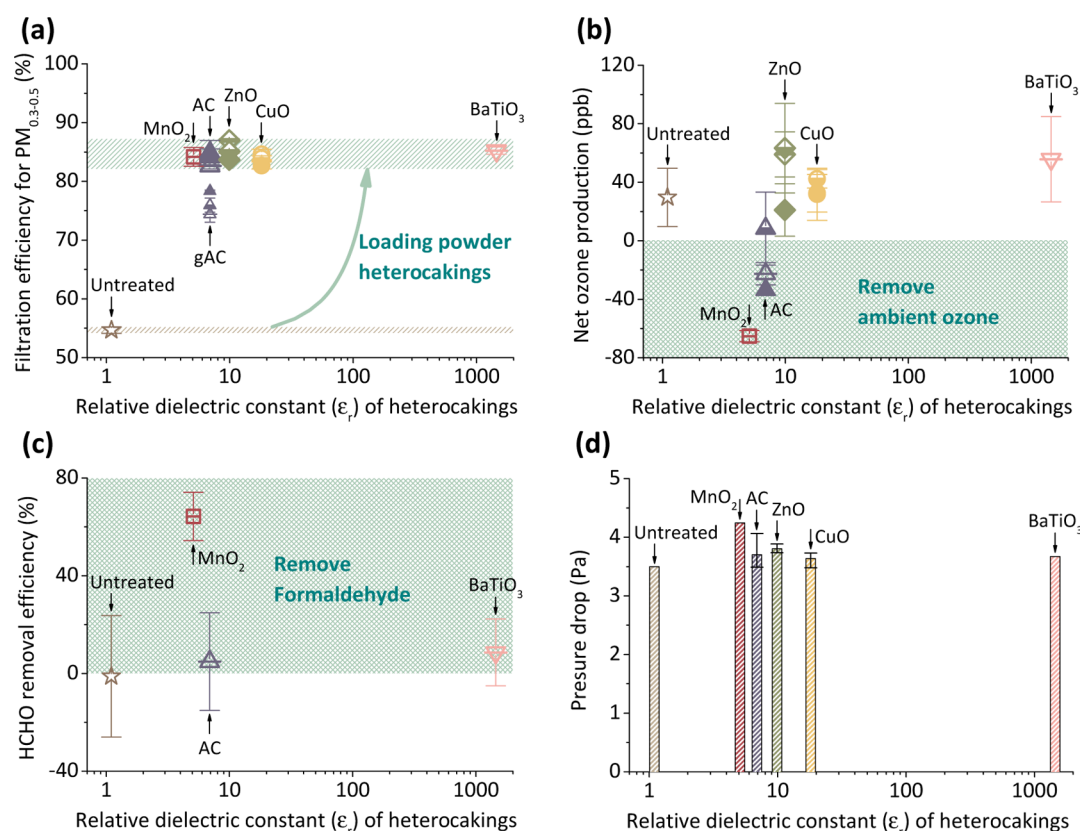 (a)
Filtration efficiency for PM0.3-0.5 (%)
100
90
80
70
60
50
1
10
100
1000
Relative dielectric constant (εr) of heterocakings
Untreated
MnO2
AC
ZnO
CuO
gAC
BaTiO3
Loading powder
heterocakings
(b)
Net ozone production (ppb)
120
80
40
0
-40
-80
1
10
100
1000
Relative dielectric constant (εr) of heterocakings
Untreated
ZnO
CuO
BaTiO3
MnO2
AC
Remove
ambient ozone
(c)
HCHO removal efficiency (%)
80
40
0
-40
1
10
100
1000
Relative dielectric constant (εr) of heterocakings
Untreated
MnO2
AC
BaTiO3
Remove
Formaldehyde
(d)
Presure drop (Pa)
5
4
3
2
1
0
1
10
100
1000
Relative dielectric constant (εr) of heterocakings
Untreated
MnO2
AC
ZnO
CuO
BaTiO3